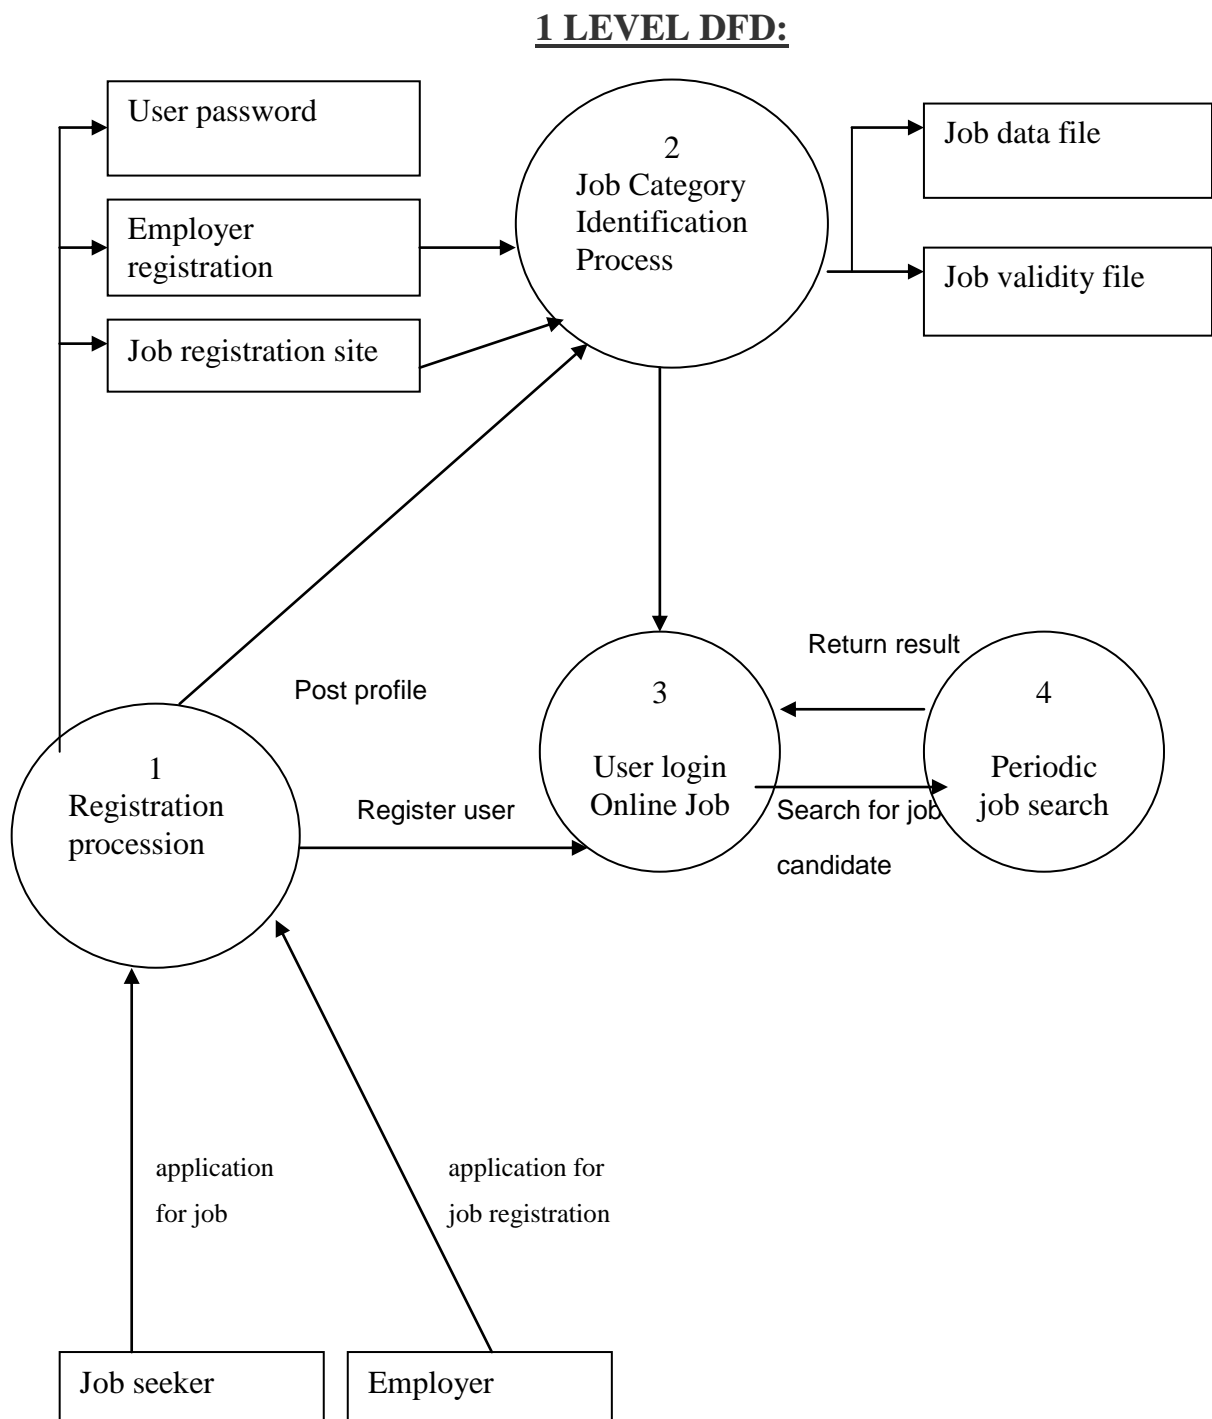 1 LEVEL DFD:
User password
Employer
registration
Job registration site
2
Job Category
Identification
Process
Job data file
Job validity file
Post profile
Return result
1
Registration
procession
Register user
3
User login
Online Job
Search for job
candidate
4
Periodic
job search
application
for job
application for
job registration
Job seeker
Employer